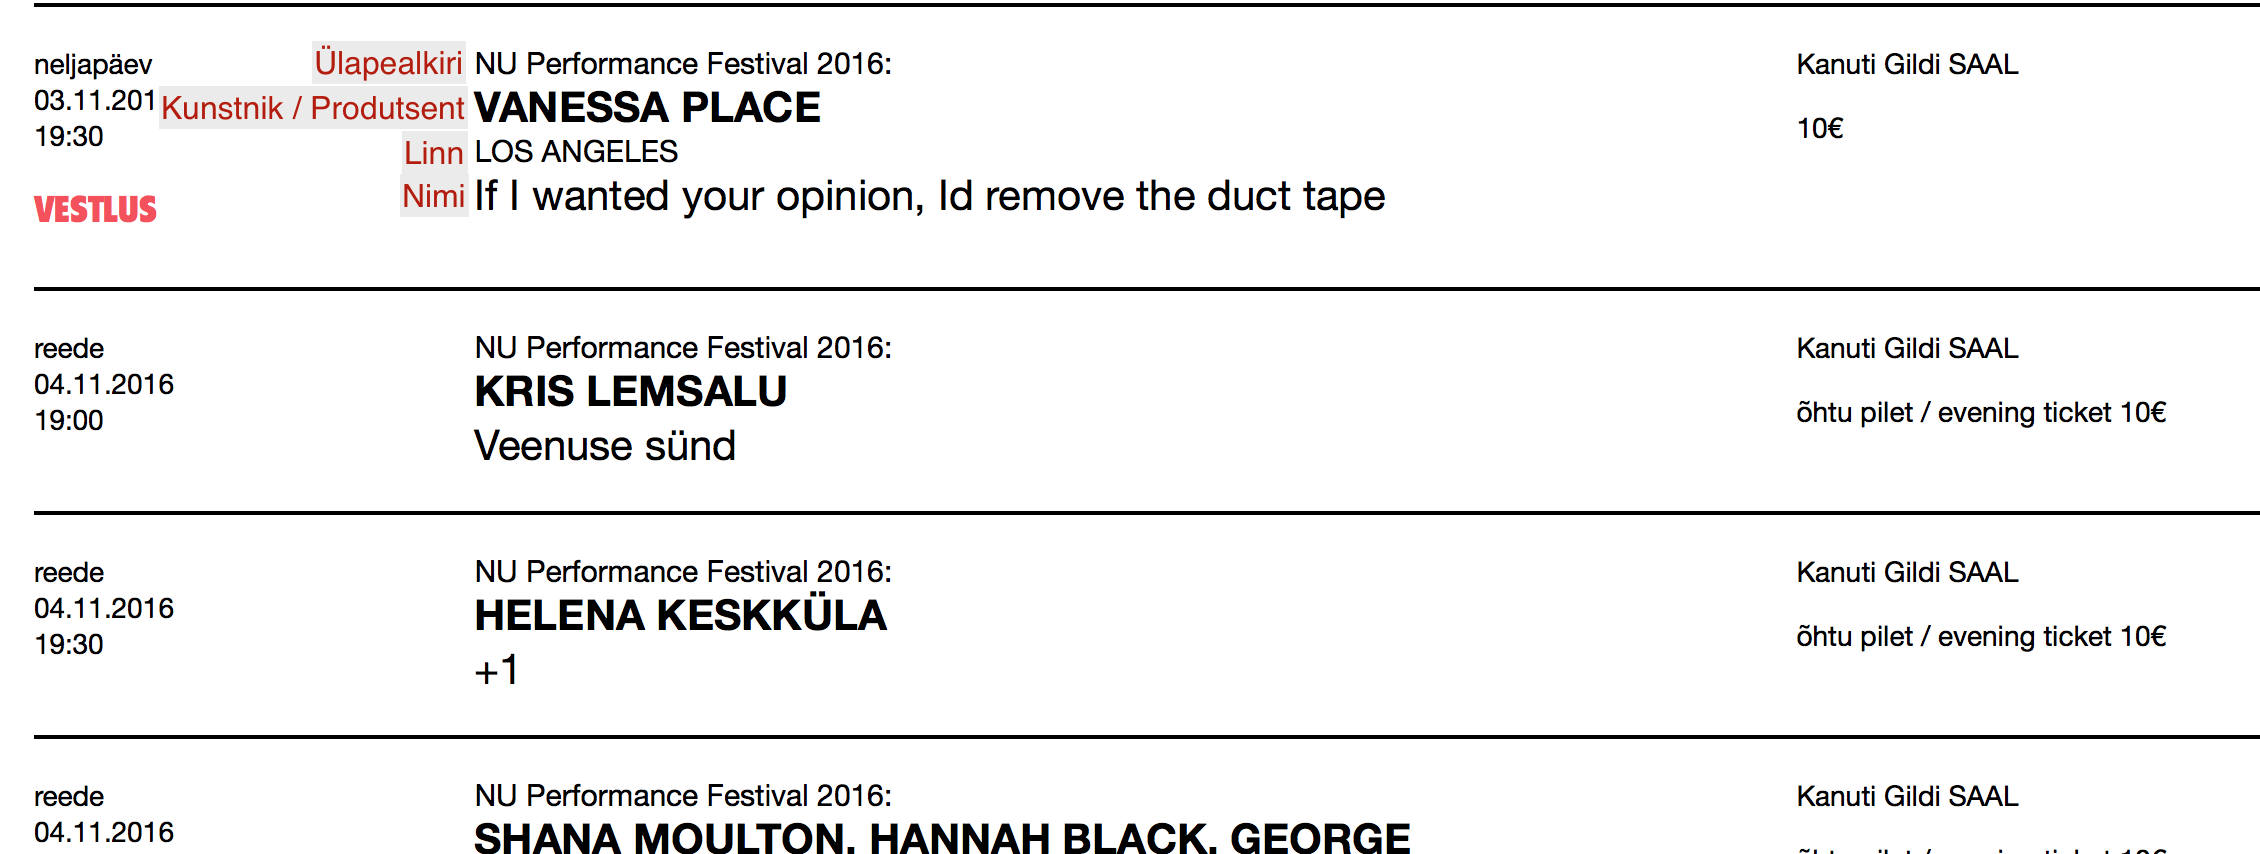 neljapäev
03.11.201
19:30
VESTLUS
Ülapealkiri
Kunstnik / Produtsent
Linn
Nimi
NU Performance Festival 2016:
VANESSA PLACE
LOS ANGELES
If I wanted your opinion, Id remove the duct tape
Kanuti Gildi SAAL
10€
reede
04.11.2016
19:00
NU Performance Festival 2016:
KRIS LEMSALU
Veenuse sünd
Kanuti Gildi SAAL
õhtu pilet / evening ticket 10€
reede
04.11.2016
19:30
NU Performance Festival 2016:
HELENA KESKKÜLA
+1
Kanuti Gildi SAAL
õhtu pilet / evening ticket 10€
reede
04.11.2016
NU Performance Festival 2016:
SHANA MOULTON, HANNAH BLACK, GEORGE
Kanuti Gildi SAAL